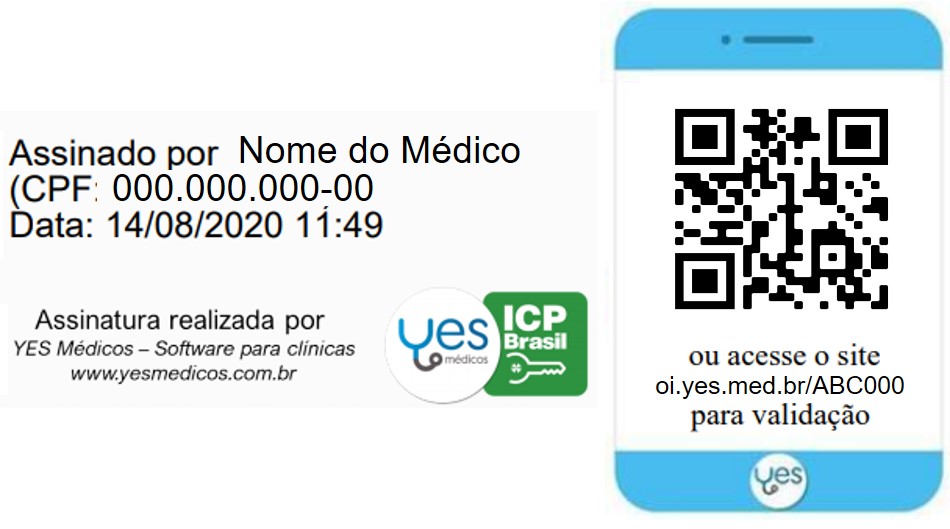 Assinado por Nome do Médico
(CPF: 000.000.000-00
Data: 14/08/2020 11:49
Assinatura realizada por
YES Médicos – Software para clínicas
www.yesmedicos.com.br
yes
médicos
ICP
Brasil
ou acesse o site
oi.yes.med.br/ABC000
para validação
yes